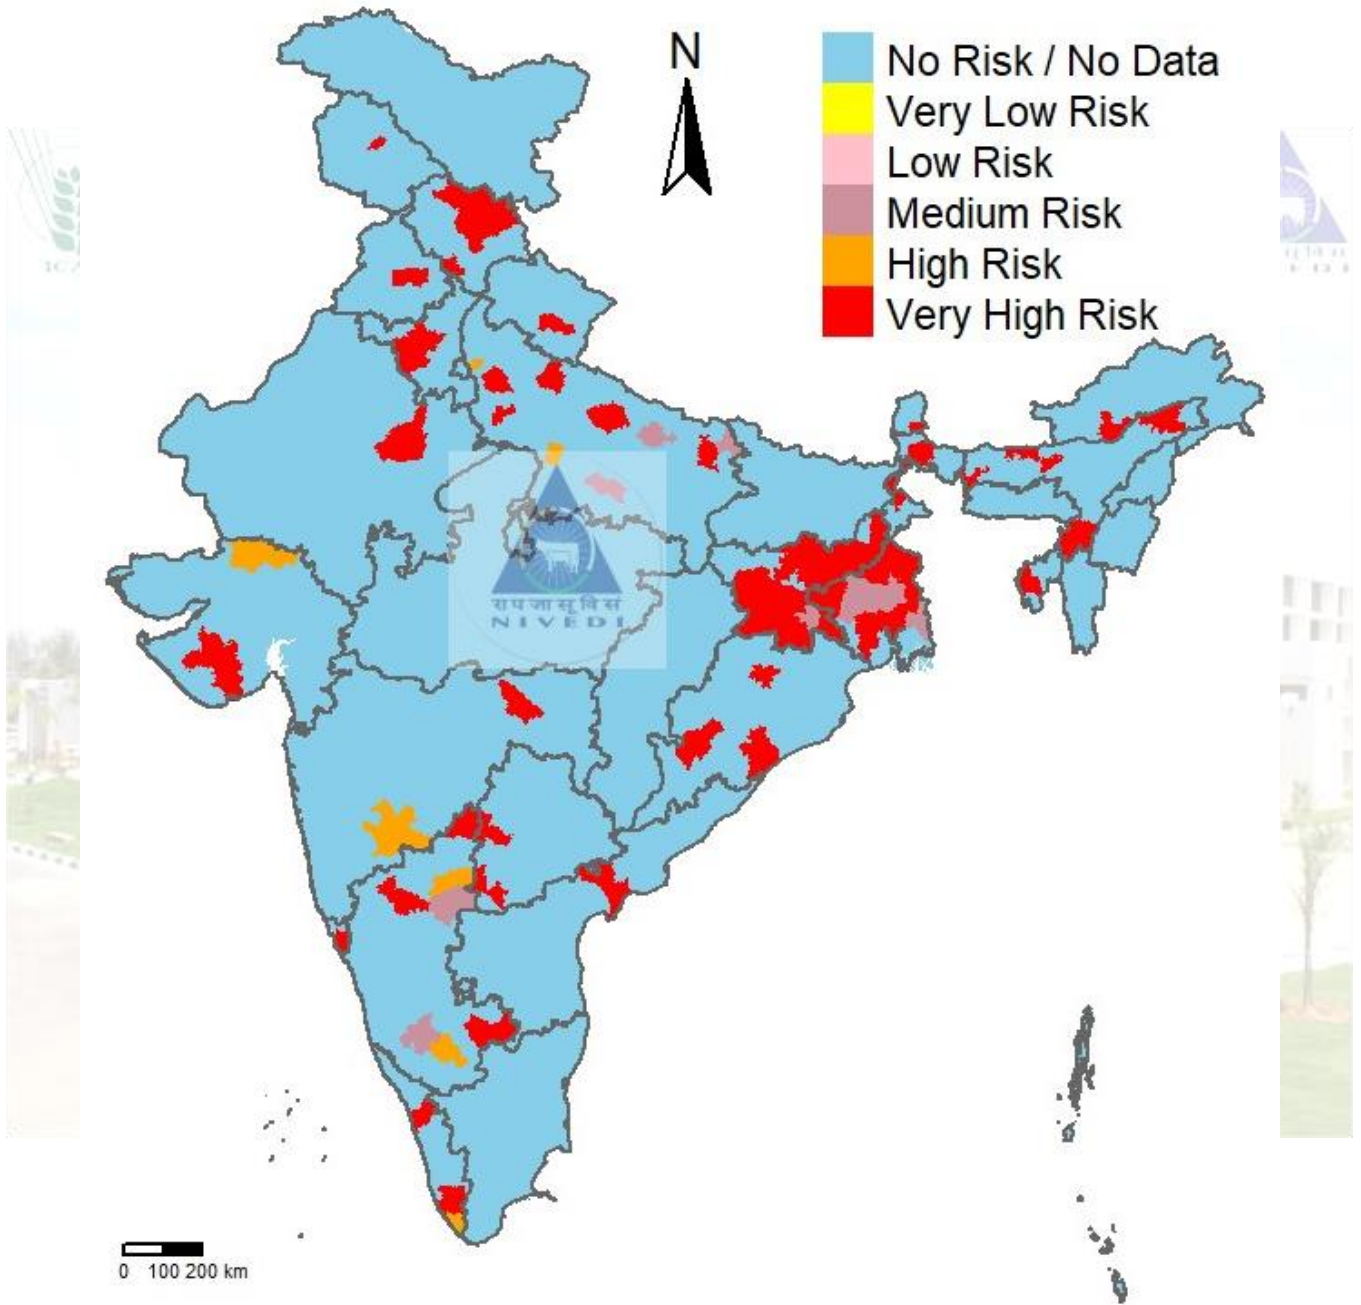 N
No Risk / No Data
Very Low Risk
Low Risk
Medium Risk
High Risk
Very High Risk
राप जा सू वि सं
NIVEDI
0 100 200 km